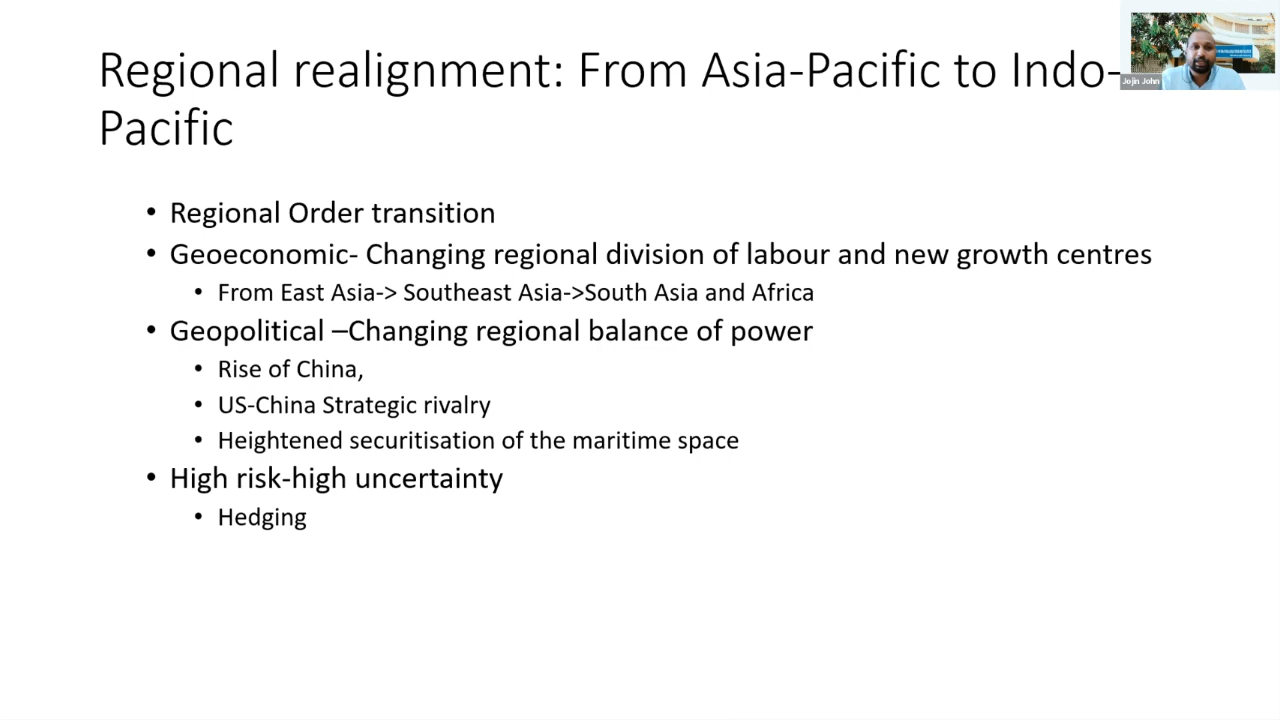 Regional realignment: From Asia-Pacific to Indo-
Pacific
Jojin John
• Regional Order transition
• Geoeconomic- Changing regional division of labour and new growth centres
• From East Asia-> Southeast Asia->South Asia and Africa
• Geopolitical –Changing regional balance of power
• Rise of China,
• US-China Strategic rivalry
• Heightened securitisation of the maritime space
• High risk-high uncertainty
• Hedging